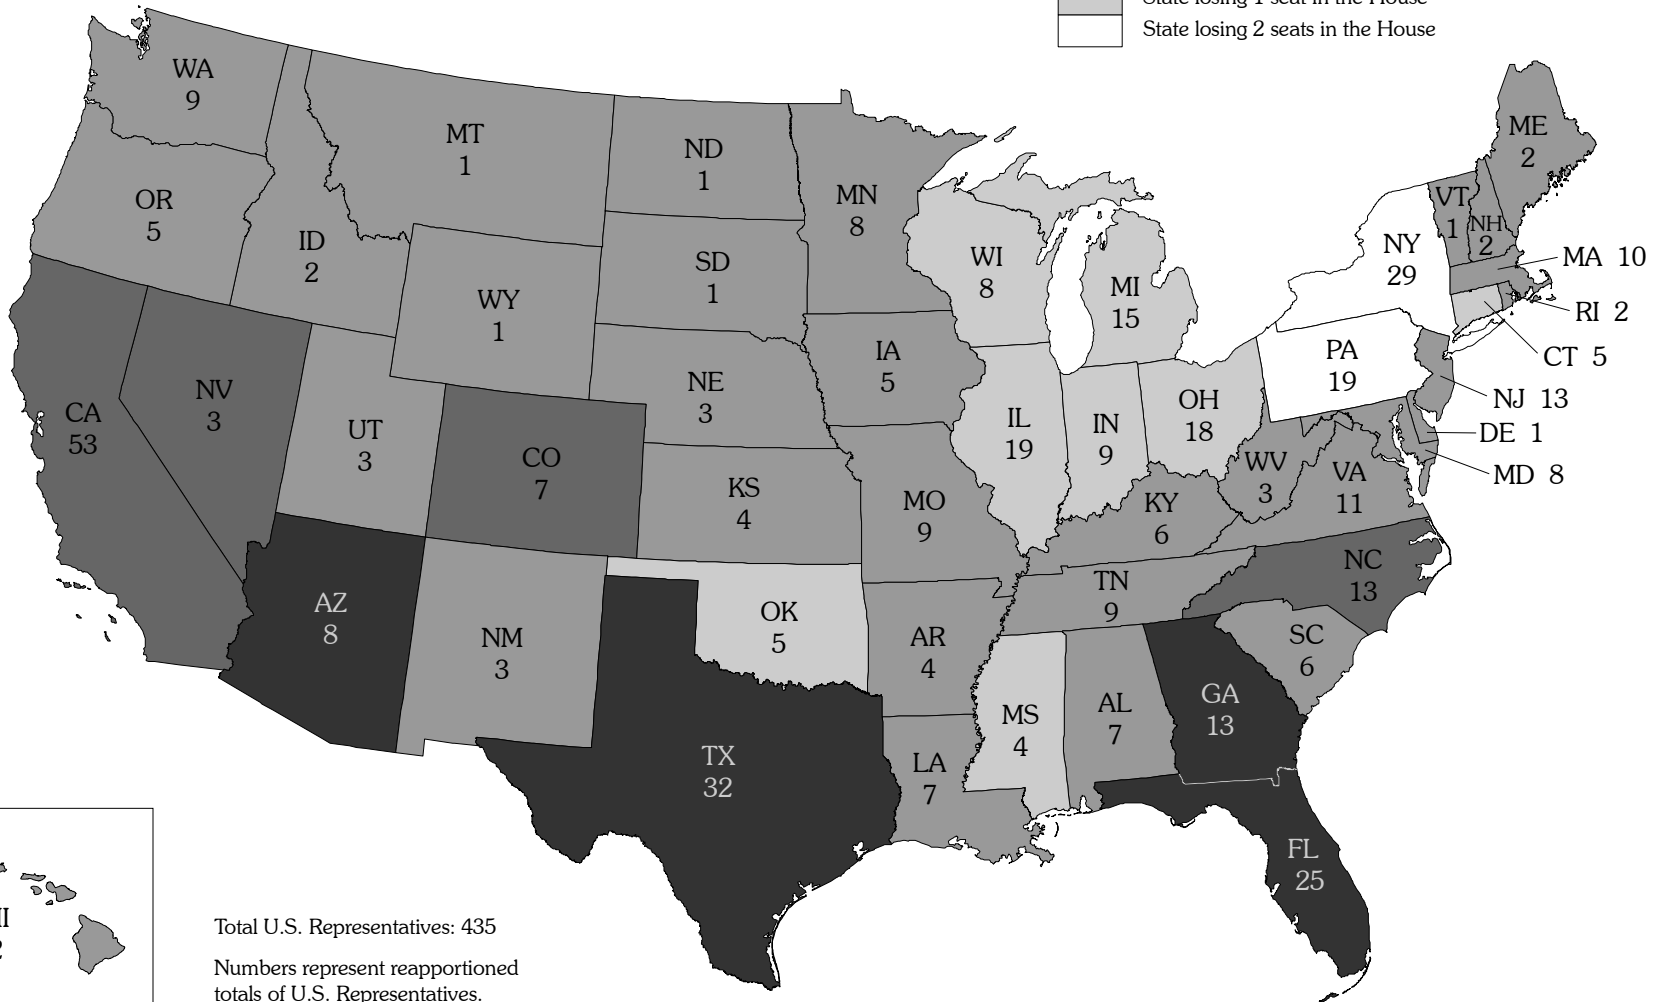 State losing 1 seat in the House
State losing 2 seats in the House
WA
9
MT
1
ND
1
MN
8
ME
2
VT
1
NH
2
OR
5
ID
2
WY
1
SD
1
WI
8
MI
15
NY
29
MA 10
RI 2
CT 5
NJ 13
DE 1
MD 8
CA
53
NV
3
UT
3
CO
7
NE
3
IA
5
IL
19
IN
9
OH
18
PA
19
KS
4
MO
9
KY
6
WV
3
VA
11
AZ
8
NM
3
OK
5
AR
4
TN
9
NC
13
SC
6
TX
32
LA
7
MS
4
AL
7
GA
13
FL
25
Total U.S. Representatives: 435
Numbers represent reapportioned
totals of U.S. Representatives.